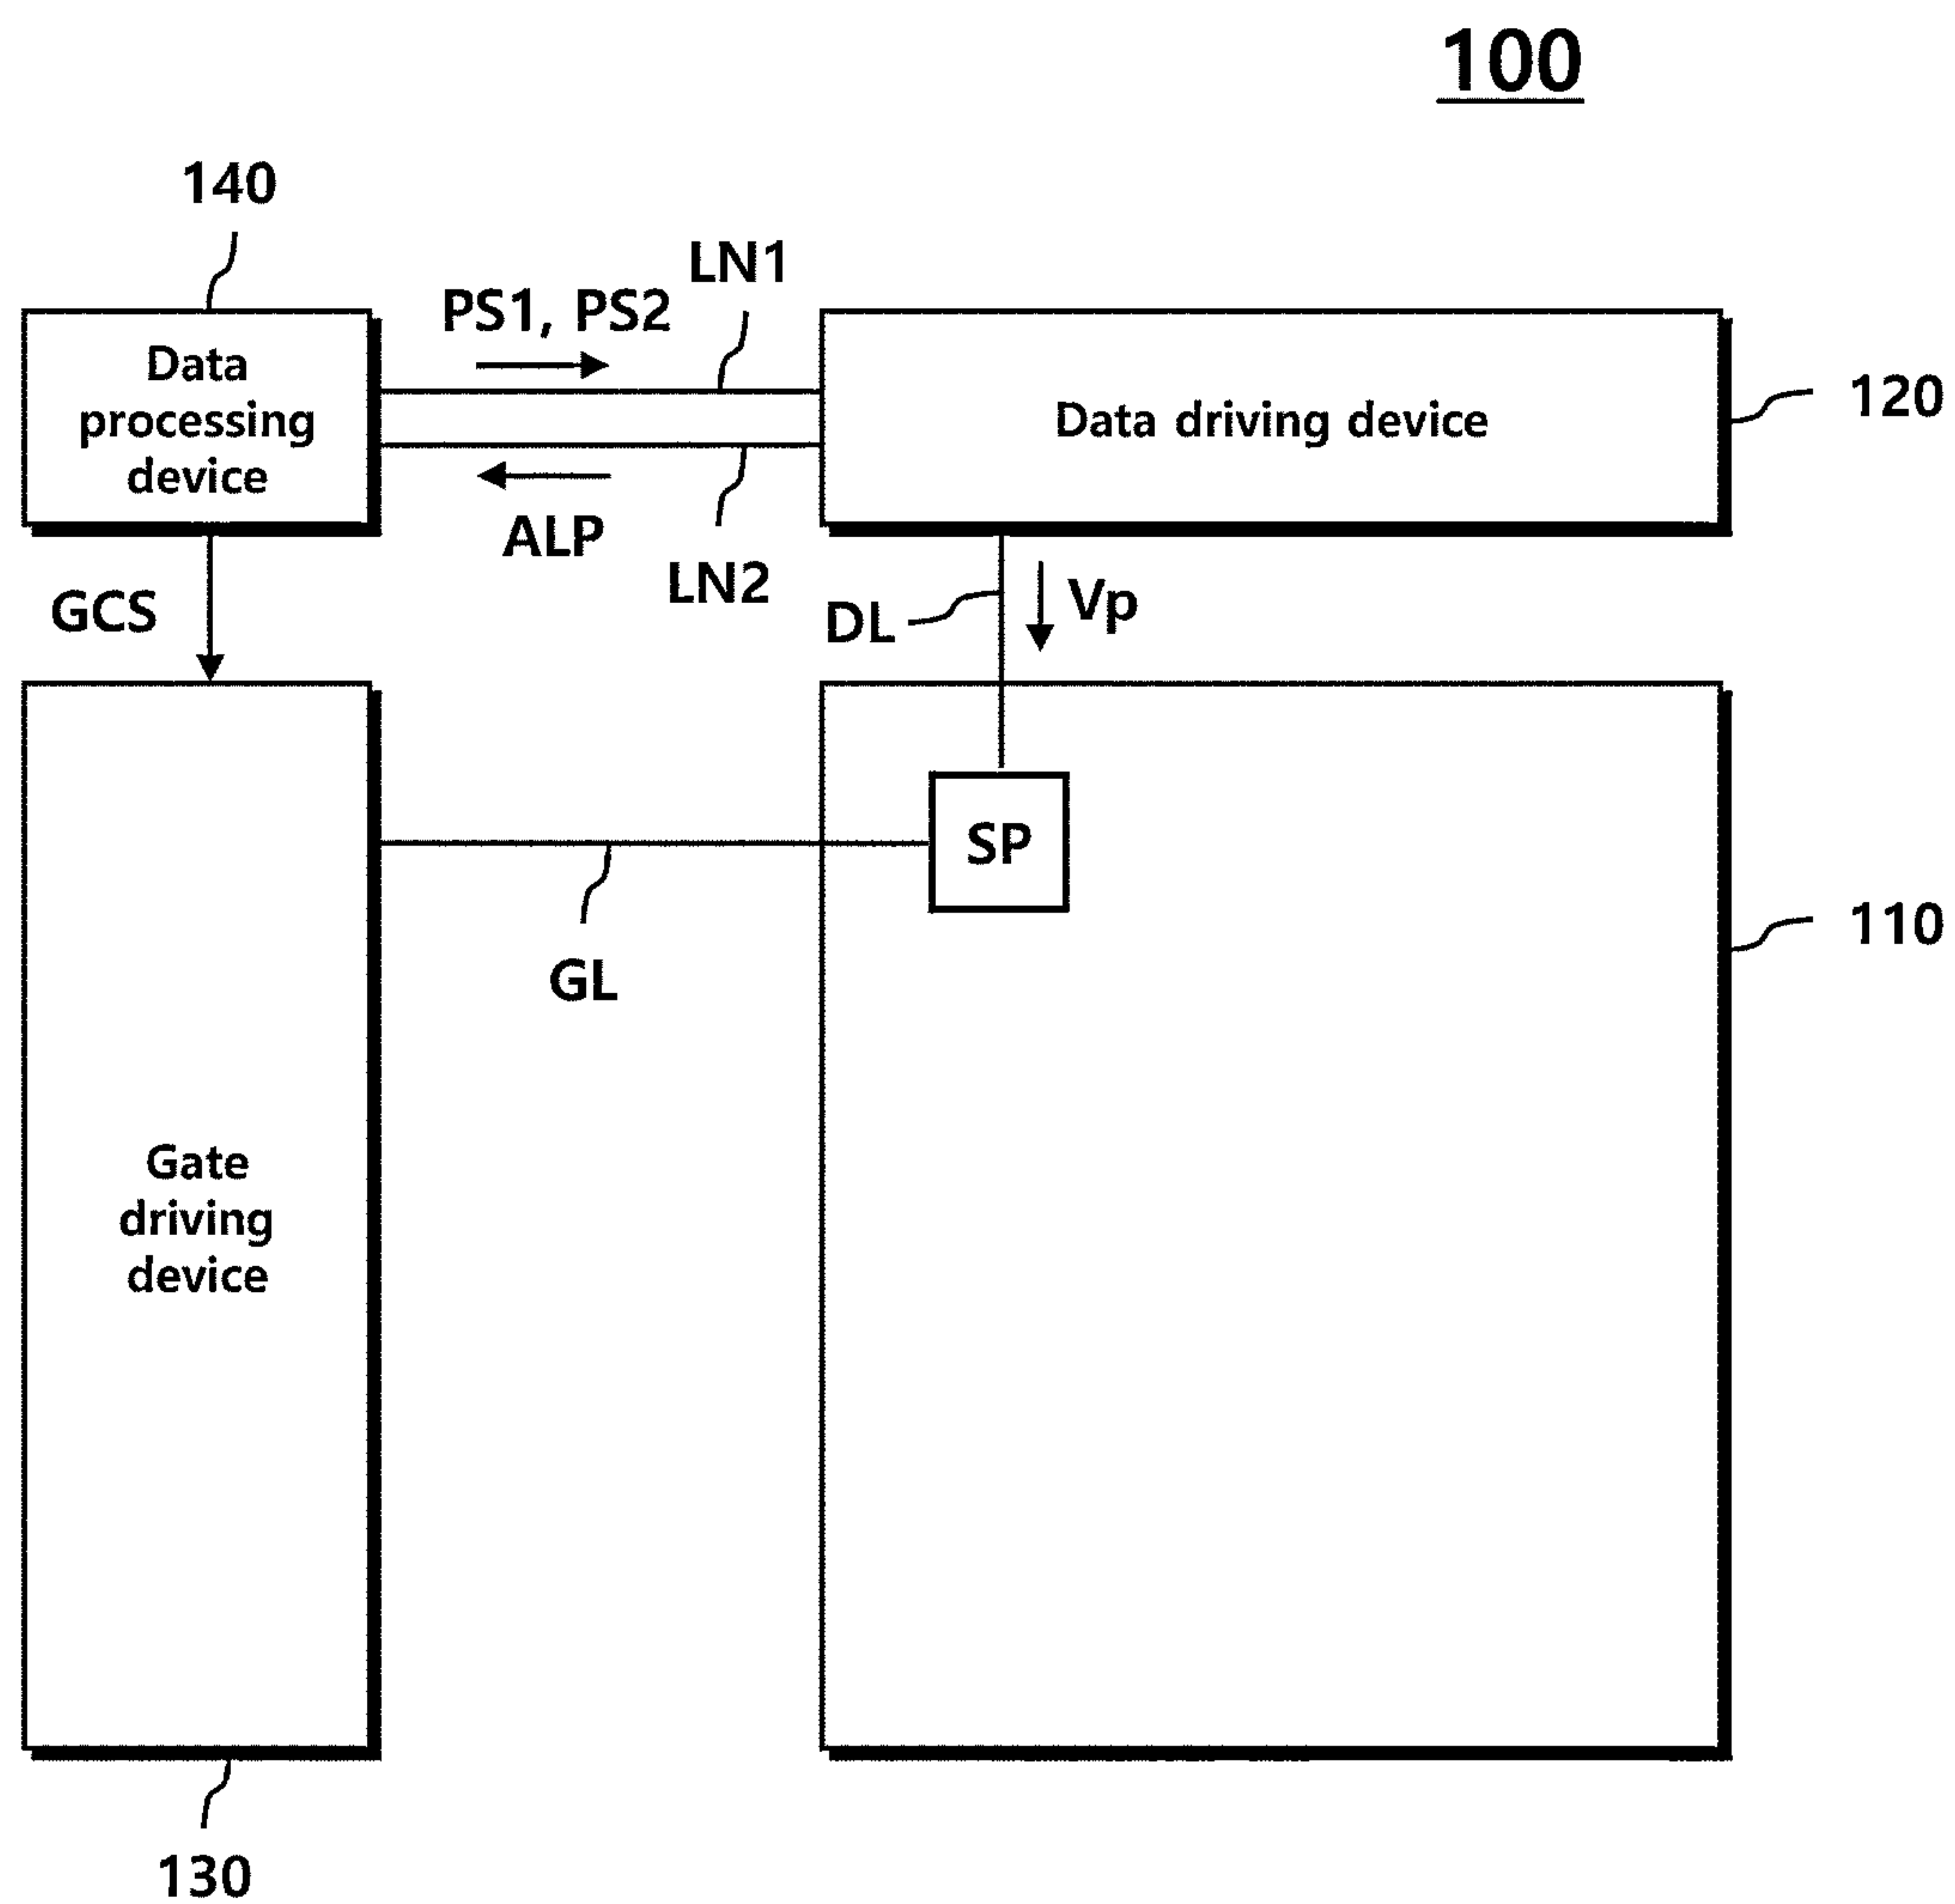 100
140
LN1
PS1, PS2
Data
processing
device
Data driving device
120
ALP
LN2
GCS
DL
Vp
SP
110
GL
Gate
driving
device
130